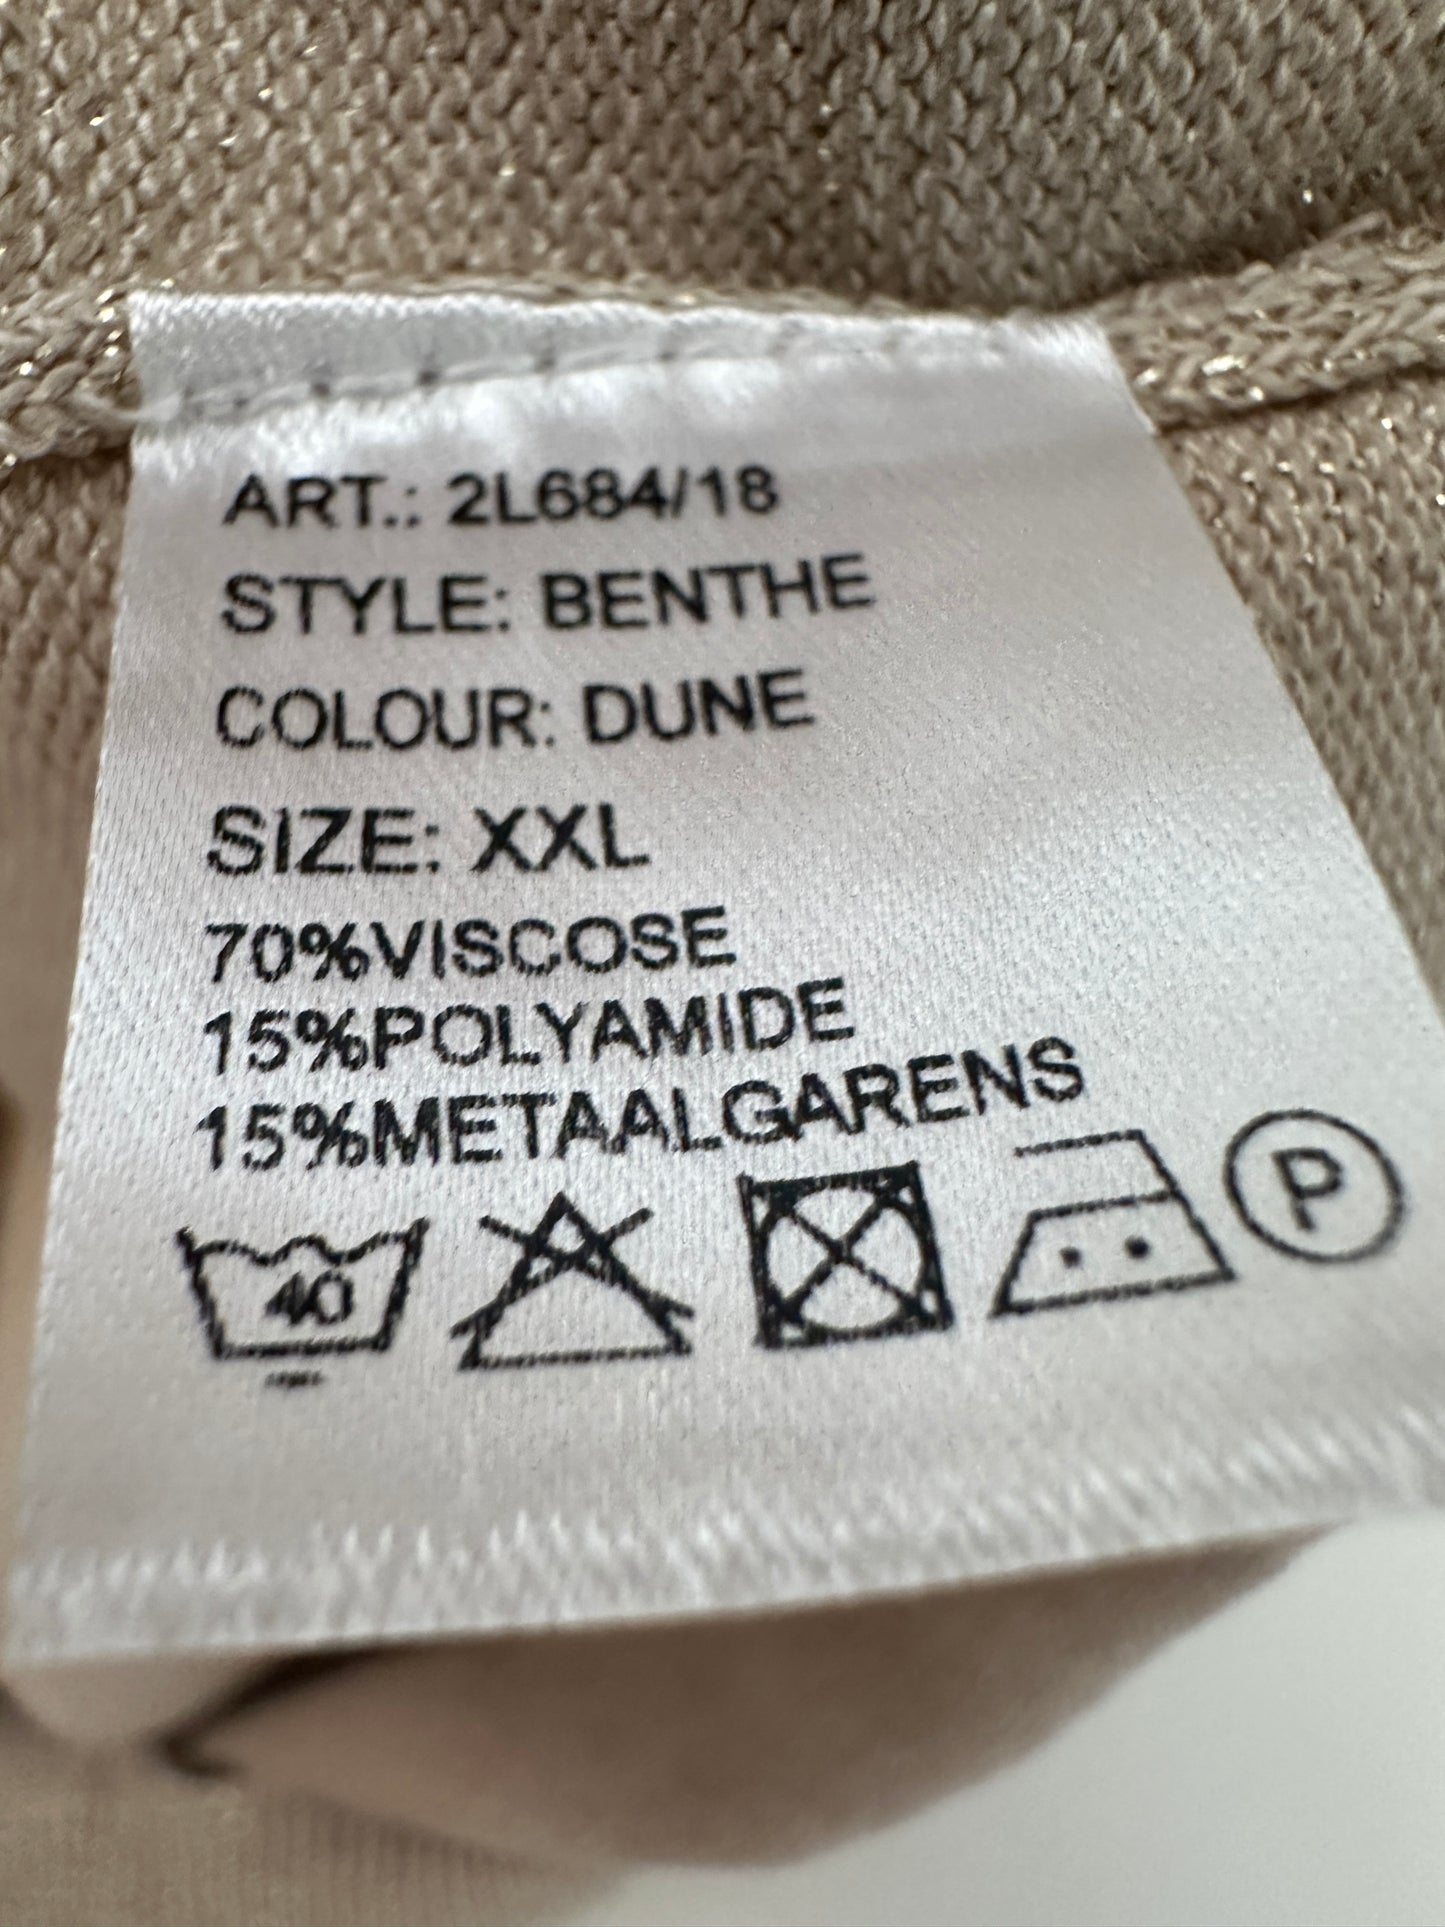 ART.: 2L684/18
STYLE: BENTHE
COLOUR: DUNE
SIZE: XXL
70%VISCOSE
15%POLYAMIDE
15%METAALGARENS
40 P